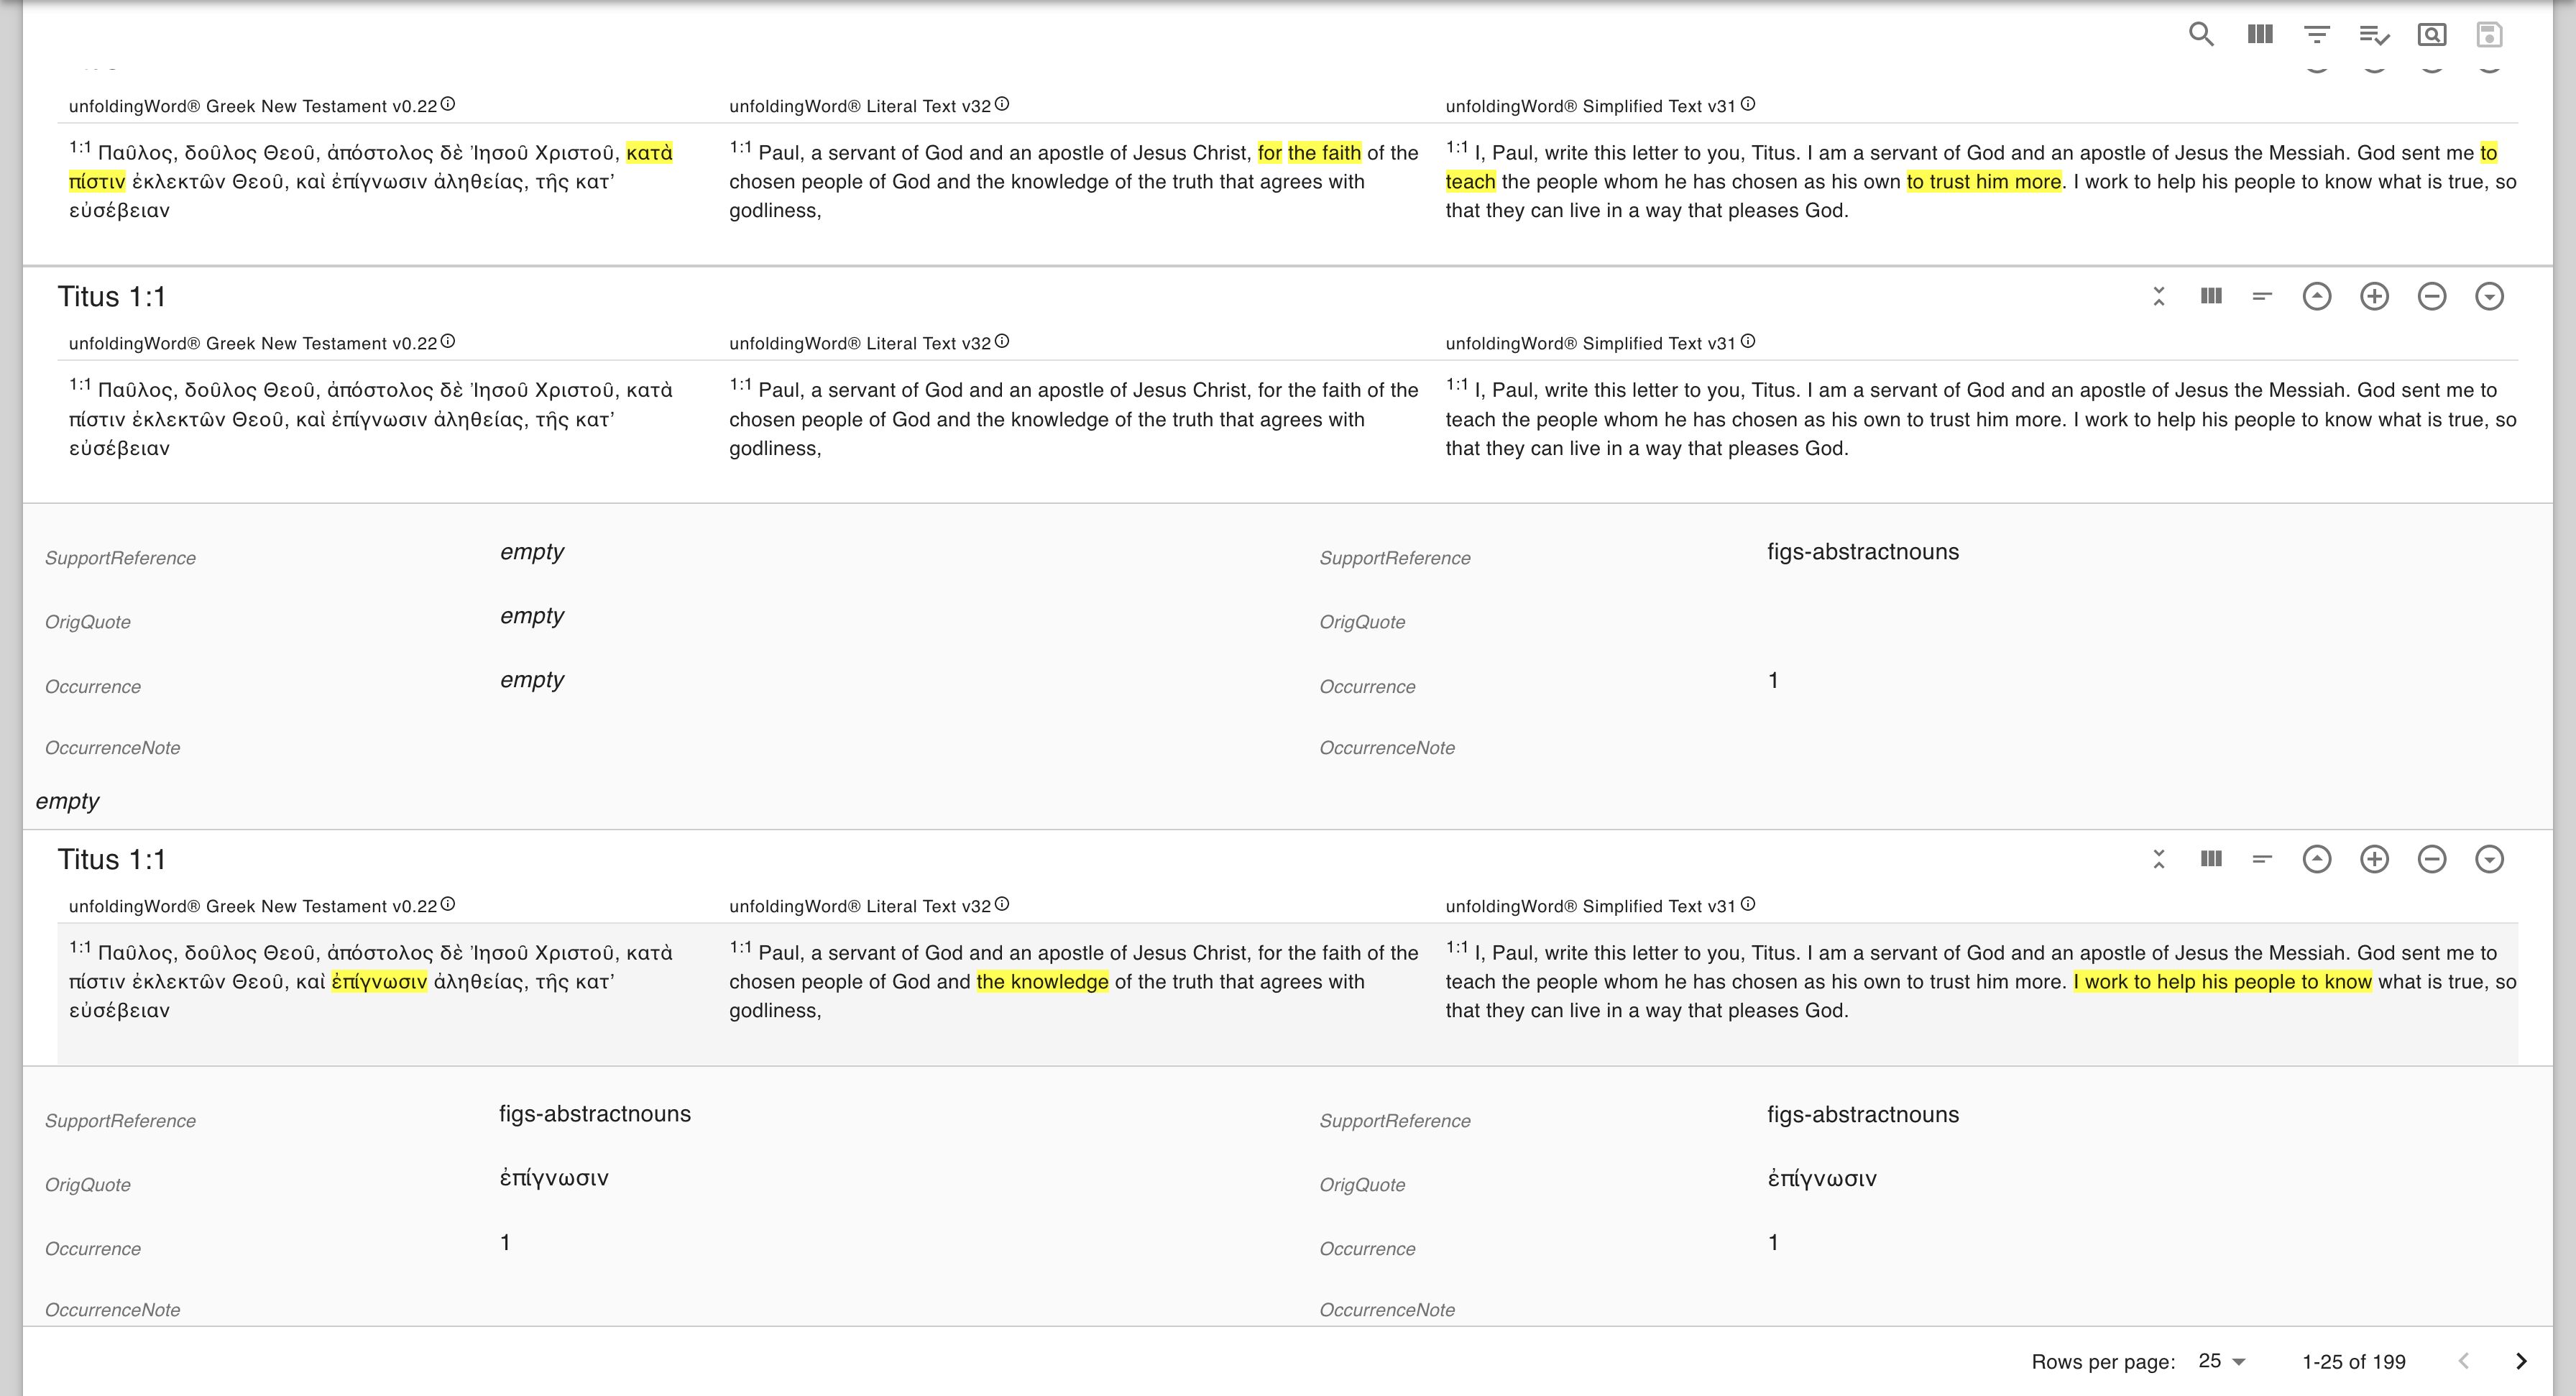 unfoldingWord® Greek New Testament v0.22 unfoldingWord® Literal Text v32 unfoldingWord® Simplified Text v31
1:1 Παῦλος, δοῦλος Θεοῦ, ἀπόστολος δὲ Ἰησοῦ Χριστοῦ, κατὰ
πίστιν ἐκλεκτῶν Θεοῦ, καὶ ἐπίγνωσιν ἀληθείας, τῆς κατ’
εὐσέβειαν
1:1 Paul, a servant of God and an apostle of Jesus Christ, for the faith of the
chosen people of God and the knowledge of the truth that agrees with
godliness,
1:1 I, Paul, write this letter to you, Titus. I am a servant of God and an apostle of Jesus the Messiah. God sent me to
teach the people whom he has chosen as his own to trust him more. I work to help his people to know what is true, so
that they can live in a way that pleases God.
Titus 1:1
unfoldingWord® Greek New Testament v0.22 unfoldingWord® Literal Text v32 unfoldingWord® Simplified Text v31
1:1 Παῦλος, δοῦλος Θεοῦ, ἀπόστολος δὲ Ἰησοῦ Χριστοῦ, κατὰ
πίστιν ἐκλεκτῶν Θεοῦ, καὶ ἐπίγνωσιν ἀληθείας, τῆς κατ’
εὐσέβειαν
1:1 Paul, a servant of God and an apostle of Jesus Christ, for the faith of the
chosen people of God and the knowledge of the truth that agrees with
godliness,
1:1 I, Paul, write this letter to you, Titus. I am a servant of God and an apostle of Jesus the Messiah. God sent me to
teach the people whom he has chosen as his own to trust him more. I work to help his people to know what is true, so
that they can live in a way that pleases God.
SupportReference empty SupportReference figs-abstractnouns
OrigQuote empty OrigQuote
Occurrence empty Occurrence 1
OccurrenceNote OccurrenceNote
empty
Titus 1:1
unfoldingWord® Greek New Testament v0.22 unfoldingWord® Literal Text v32 unfoldingWord® Simplified Text v31
1:1 Παῦλος, δοῦλος Θεοῦ, ἀπόστολος δὲ Ἰησοῦ Χριστοῦ, κατὰ
πίστιν ἐκλεκτῶν Θεοῦ, καὶ ἐπίγνωσιν ἀληθείας, τῆς κατ’
εὐσέβειαν
1:1 Paul, a servant of God and an apostle of Jesus Christ, for the faith of the
chosen people of God and the knowledge of the truth that agrees with
godliness,
1:1 I, Paul, write this letter to you, Titus. I am a servant of God and an apostle of Jesus the Messiah. God sent me to
teach the people whom he has chosen as his own to trust him more. I work to help his people to know what is true, so
that they can live in a way that pleases God.
SupportReference figs-abstractnouns SupportReference figs-abstractnouns
OrigQuote ἐπίγνωσιν OrigQuote ἐπίγνωσιν
Occurrence 1 Occurrence 1
OccurrenceNote OccurrenceNote
Rows per page: 25 1-25 of 199